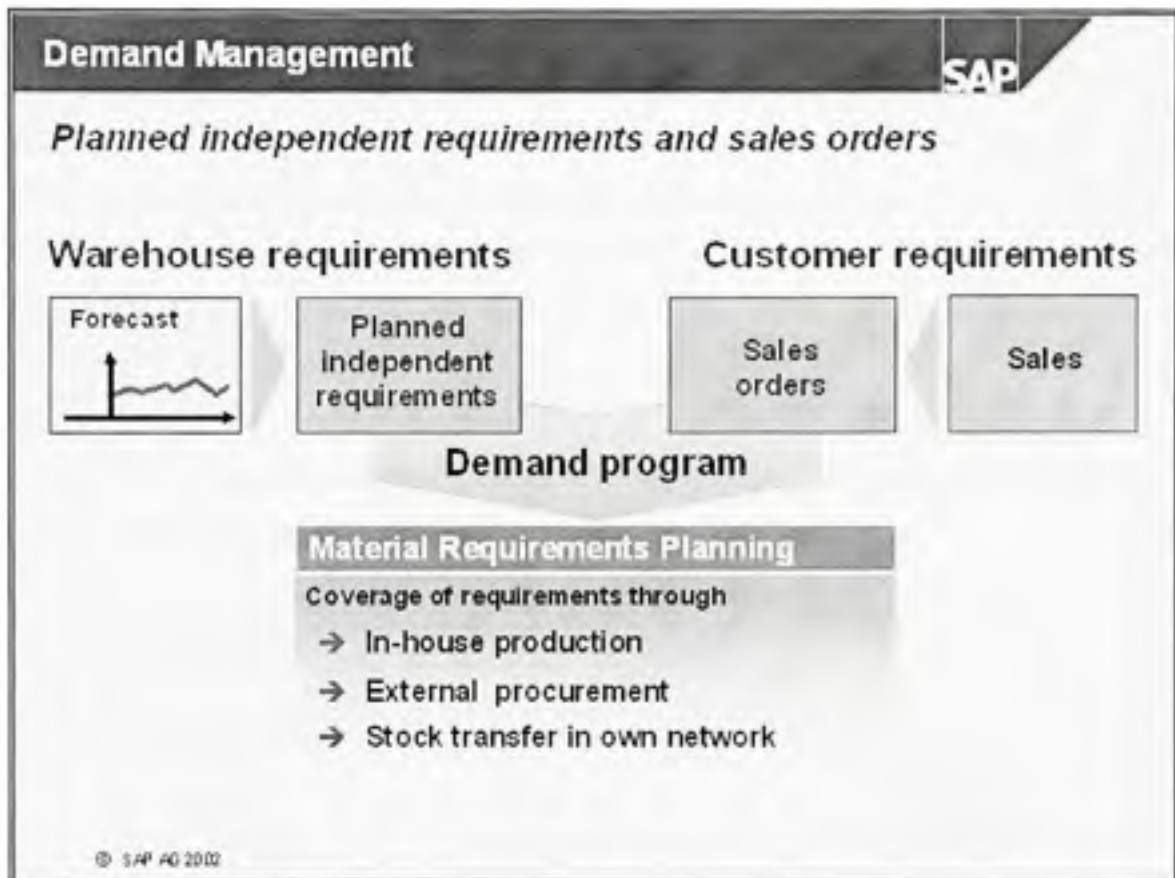 Demand Management
SAP
Planned independent requirements and sales orders
Warehouse requirements
Customer requirements
Forecast
Planned
independent
requirements
Sales
orders
Sales
Demand program
Material Requirements Planning
Coverage of requirements through
→ In-house production
→ External procurement
→ Stock transfer in own network
© SAP AG 2002